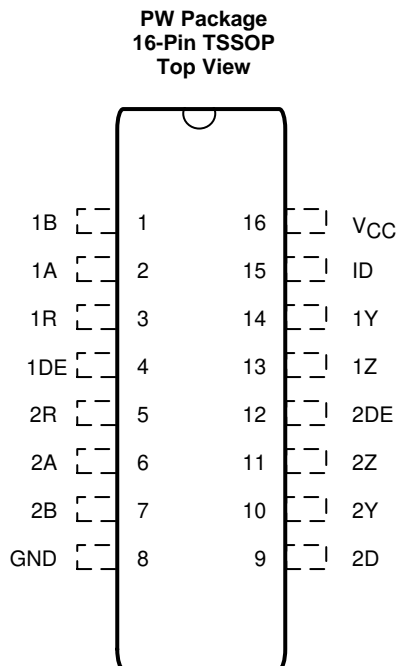 PW Package
16-Pin TSSOP
Top View
1B 1 16 VCC
1A 2 15 ID
1R 3 14 1Y
1DE 4 13 1Z
2R 5 12 2DE
2A 6 11 2Z
2B 7 10 2Y
GND 8 9 2D